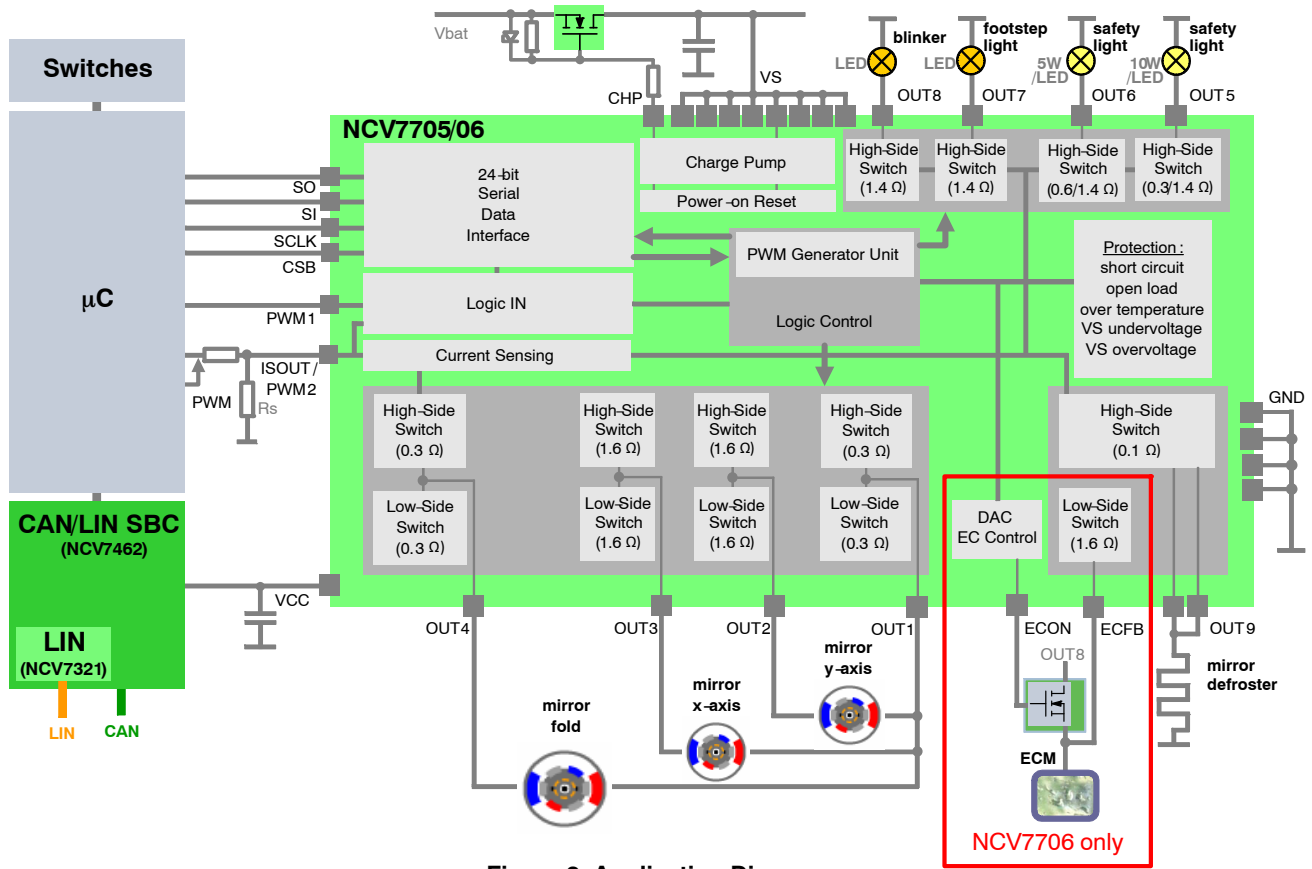 Vbat
CHP
VS
blinker
LED
OUT8
footstep
light
LED
OUT7
safety
light
5W
/LED
OUT6
safety
light
10W
/LED
OUT5
Switches
µC
NCV7705/06
SO
SI
SCLK
CSB
PWM1
ISOUT/
PWM2
PWM
Rs
24-bit
Serial
Data
Interface
Charge Pump
Power-on Reset
High-Side
Switch
(1.4 Ω)
High-Side
Switch
(1.4 Ω)
High-Side
Switch
(0.6/1.4 Ω)
High-Side
Switch
(0.3/1.4 Ω)
PWM Generator Unit
Logic Control
Logic IN
Current Sensing
Protection :
short circuit
open load
over temperature
VS undervoltage
VS overvoltage
High-Side
Switch
(0.3 Ω)
High-Side
Switch
(1.6 Ω)
High-Side
Switch
(1.6 Ω)
High-Side
Switch
(0.3 Ω)
High-Side
Switch
(0.1 Ω)
GND
Low-Side
Switch
(0.3 Ω)
Low-Side
Switch
(1.6 Ω)
Low-Side
Switch
(1.6 Ω)
Low-Side
Switch
(0.3 Ω)
DAC
EC Control
Low-Side
Switch
(1.6 Ω)
CAN/LIN SBC
(NCV7462)
VCC
LIN
(NCV7321)
LIN
CAN
OUT4
OUT3
OUT2
OUT1
ECON
ECFB
OUT9
OUT8
mirror
defroster
mirror
y-axis
mirror
x-axis
mirror
fold
ECM
NCV7706 only